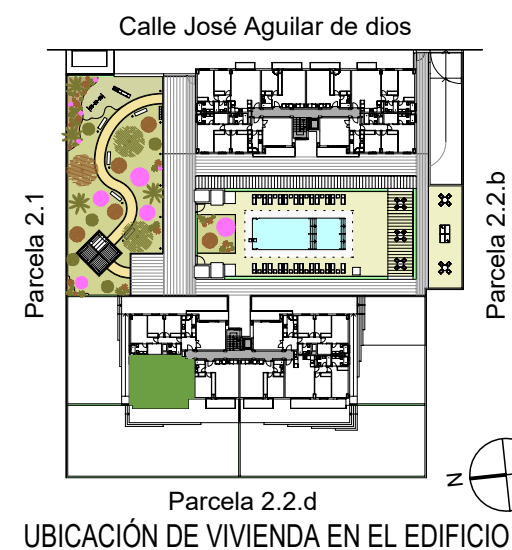 Calle José Aguilar de dios
Parcela 2.1
Parcela 2.2.b
N
Parcela 2.2.d
UBICACIÓN DE VIVIENDA EN EL EDIFICIO